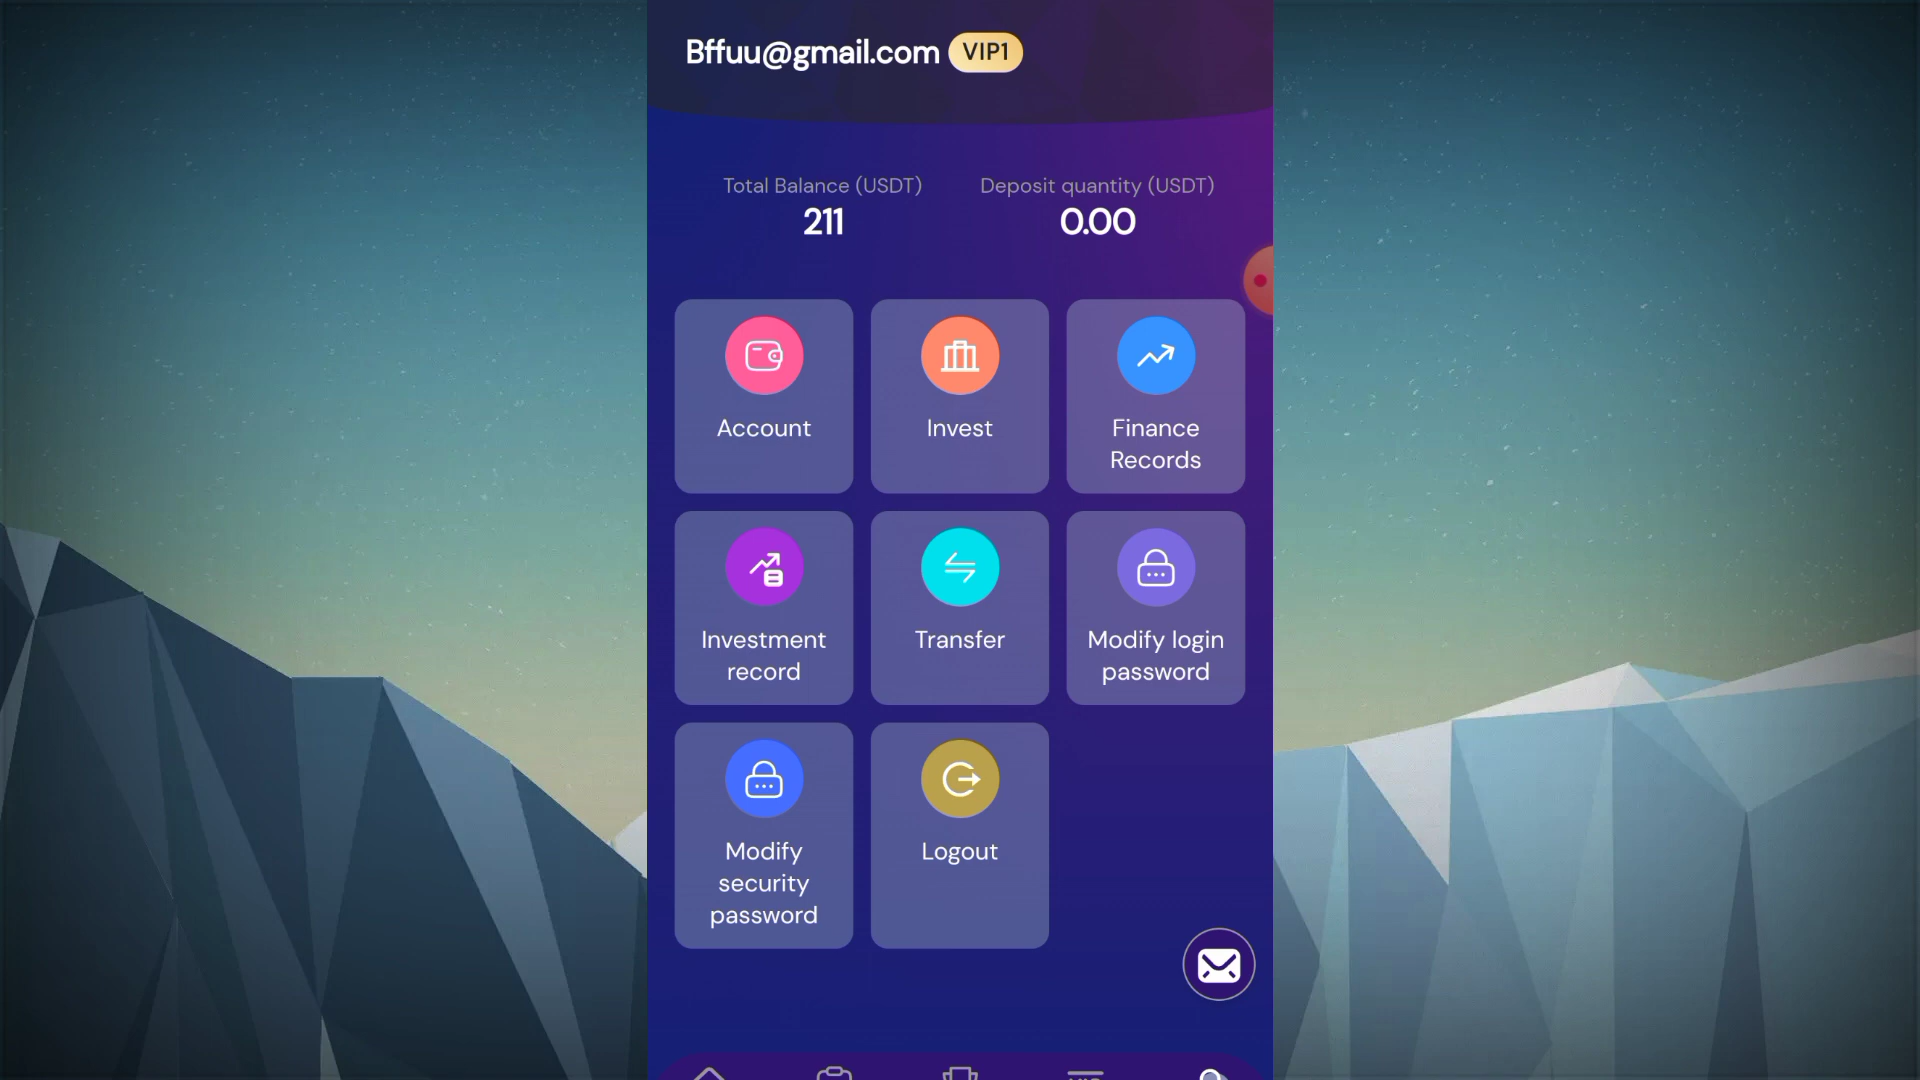 Bffuu@gmail.com VIP1
Total Balance (USDT) Deposit quantity (USDT)
211 0.00
Account
Invest
Finance
Records
Investment
record
Transfer
Modify login
password
Modify
security
password
Logout